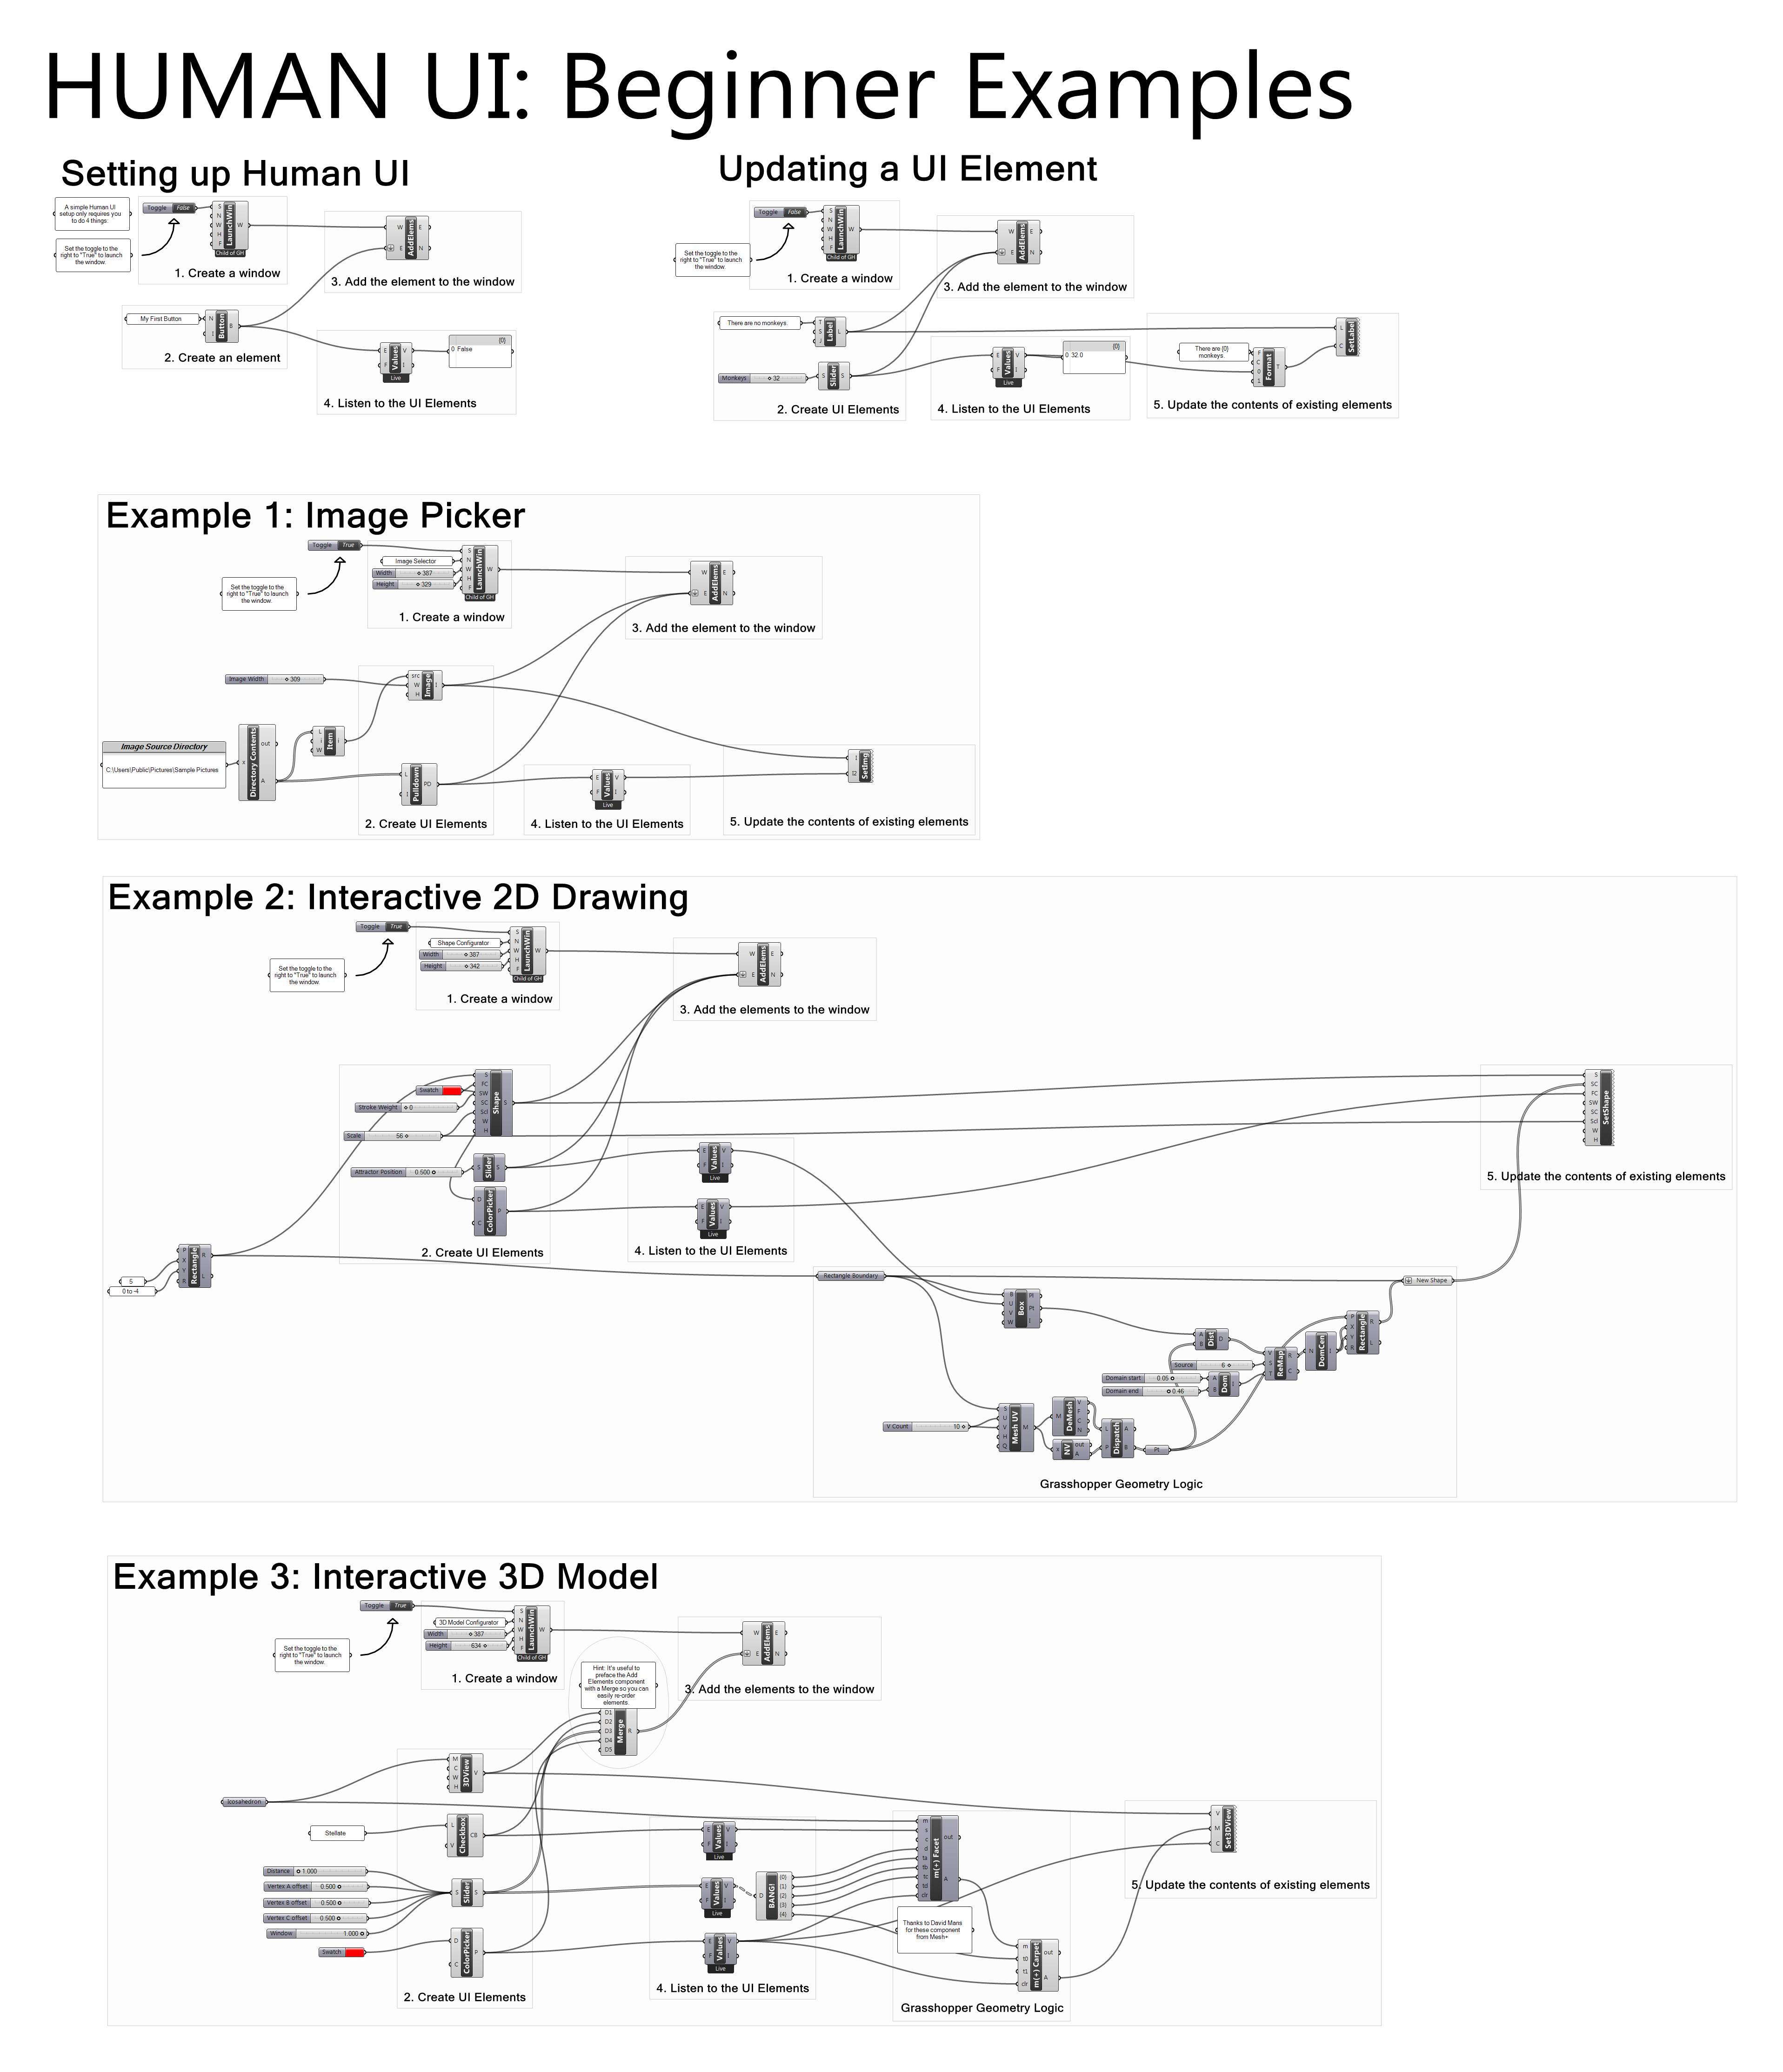 HUMAN UI: Beginner Examples
Setting up Human UI
A simple Human UI
setup only requires you
to do 4 things:
Set the toggle to the
right to "True" to launch
the window.
Toggle False
S
N
W
H
F
LaunchWin
W
Child of GH
1. Create a window
W
E
AddElems
E
N
3. Add the element to the window
My First Button
N
I
Button
B
2. Create an element
E
F
Values
V
I
Live
{0}
0 False
4. Listen to the UI Elements
Updating a UI Element
Set the toggle to the
right to "True" to launch
the window.
Toggle False
S
N
W
H
F
LaunchWin
W
Child of GH
1. Create a window
W
E
AddElems
E
N
3. Add the element to the window
There are no monkeys.
T
S
J
Label
L
Monkeys 32
S
Slider
S
2. Create UI Elements
E
F
Values
V
I
Live
{0}
0 32.0
4. Listen to the UI Elements
There are {0}
monkeys.
F
C
0
1
Format
T
L
C
SetLabel
5. Update the contents of existing elements
Example 1: Image Picker
Toggle True
Set the toggle to the
right to "True" to launch
the window.
Image Selector
Width 387
Height 329
S
N
W
H
F
LaunchWin
W
Child of GH
1. Create a window
W
E
AddElems
E
N
3. Add the element to the window
Image Width 309
src
W
H
Image
I
Image Source Directory
C:\Users\Public\Pictures\Sample Pictures
x
Directory Contents
out
A
L
i
W
Item
i
L
I
Pulldown
PD
2. Create UI Elements
E
F
Values
V
I
Live
4. Listen to the UI Elements
I
SetImg
5. Update the contents of existing elements
Example 2: Interactive 2D Drawing
Toggle True
Set the toggle to the
right to "True" to launch
the window.
Shape Configurator
Width 387
Height 342
S
N
W
H
F
LaunchWin
W
Child of GH
1. Create a window
W
E
AddElems
E
N
3. Add the elements to the window
Swatch
Stroke Weight 0
Scale 56
S
FC
SW
SC
Scl
W
H
Shape
S
Attractor Position 0.500
S
Slider
S
D
C
ColorPicker
P
2. Create UI Elements
E
F
Values
V
I
Live
E
F
Values
V
I
Live
4. Listen to the UI Elements
S
SC
FC
SW
SC
Scl
W
H
SetShape
5. Update the contents of existing elements
5
0 to -4
P
X
Y
R
Rectangle
R
L
Rectangle Boundary
New Shape
B
U
V
W
Box
Pt
Pt
I
A
B
Dist
D
Source 6
Domain start 0.05
Domain end 0.46
A
B
Dom
I
V
S
T
ReMap
R
C
N
DomCen
I
P
X
Y
R
Rectangle
R
L
V Count 10
S
U
V
H
Q
Mesh UV
M
M
DeMesh
V
F
C
N
x
NV
out
A
L
P
Dispatch
A
B
Pt
Grasshopper Geometry Logic
Example 3: Interactive 3D Model
Toggle True
Set the toggle to the
right to "True" to launch
the window.
3D Model Configurator
Width 387
Height 634
S
N
W
H
F
LaunchWin
W
Child of GH
1. Create a window
Hint: It's useful to
preface the Add
Elements component
with a Merge so you can
easily re-order
elements
D1
D2
D3
D4
D5
Merge
R
W
E
AddElems
E
N
3. Add the elements to the window
Icosahedron
M
C
W
H
3DView
V
Stellate
L
V
Checkbox
CB
Distance 1.000
Vertex A offset 0.500
Vertex B offset 0.500
Vertex C offset 0.500
Window 1.000
S
Slider
S
Swatch
D
C
ColorPicker
P
2. Create UI Elements
E
F
Values
V
I
Live
E
F
Values
V
I
Live
E
F
Values
V
I
Live
4. Listen to the UI Elements
D
BANG!
{0}
{1}
{2}
{3}
{4}
m
s
c
d
ta
tb
tc
td
clr
m(+) Facet
out
A
Thanks to David Mans
for these component
from Mesh+
m
t0
t1
clr
m(+) Carpet
out
A
Grasshopper Geometry Logic
V
M
C
Set3DView
5. Update the contents of existing elements